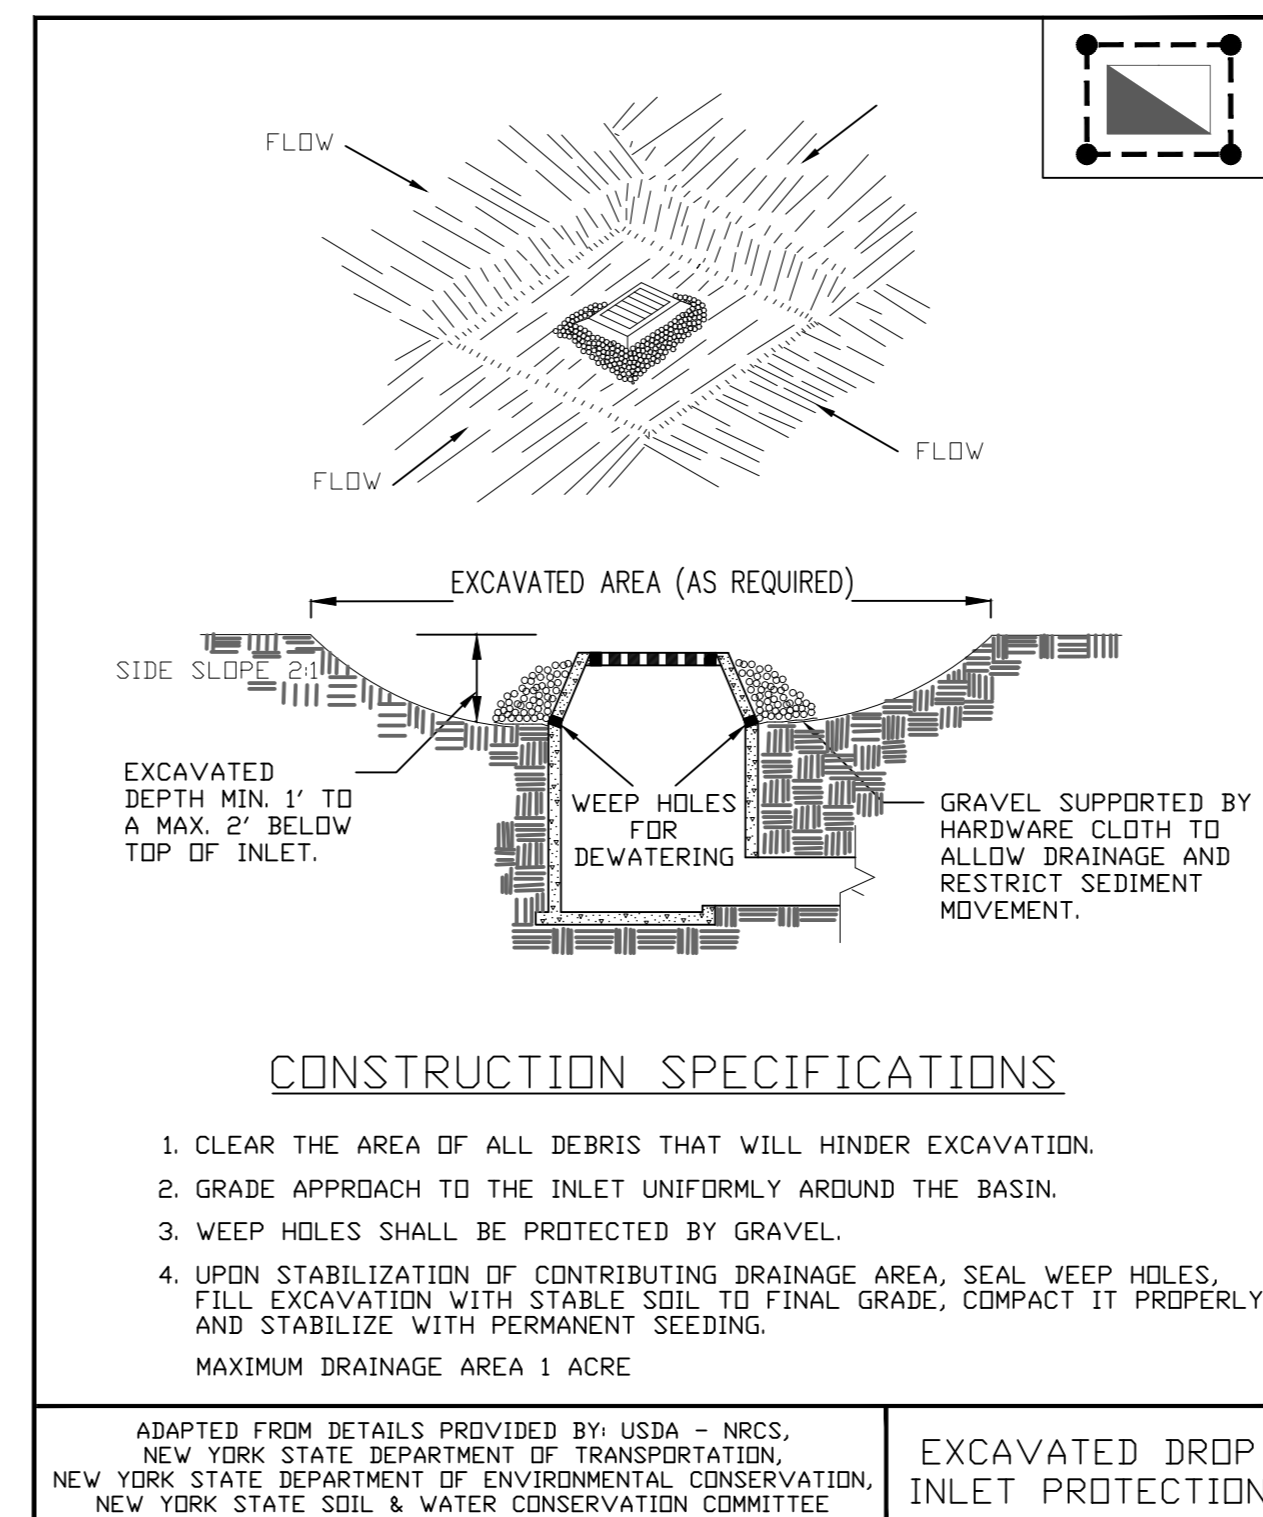 FLOW
FLOW
FLOW
EXCAVATED AREA (AS REQUIRED)
SIDE SLOPE 2:1
EXCAVATED
DEPTH MIN. 1' TO
A MAX. 2' BELOW
TOP OF INLET.
WEEP HOLES
FOR
DEWATERING
GRAVEL SUPPORTED BY
HARDWARE CLOTH TO
ALLOW DRAINAGE AND
RESTRICT SEDIMENT
MOVEMENT.
CONSTRUCTION SPECIFICATIONS
1. CLEAR THE AREA OF ALL DEBRIS THAT WILL HINDER EXCAVATION.
2. GRADE APPROACH TO THE INLET UNIFORMLY AROUND THE BASIN.
3. WEEP HOLES SHALL BE PROTECTED BY GRAVEL.
4. UPON STABILIZATION OF CONTRIBUTING DRAINAGE AREA, SEAL WEEP HOLES,
FILL EXCAVATION WITH STABLE SOIL TO FINAL GRADE, COMPACT IT PROPERLY
AND STABILIZE WITH PERMANENT SEEDING.
MAXIMUM DRAINAGE AREA 1 ACRE
ADAPTED FROM DETAILS PROVIDED BY: USDA - NRCS,
NEW YORK STATE DEPARTMENT OF TRANSPORTATION,
NEW YORK STATE DEPARTMENT OF ENVIRONMENTAL CONSERVATION,
NEW YORK STATE SOIL & WATER CONSERVATION COMMITTEE
EXCAVATED DROP
INLET PROTECTION